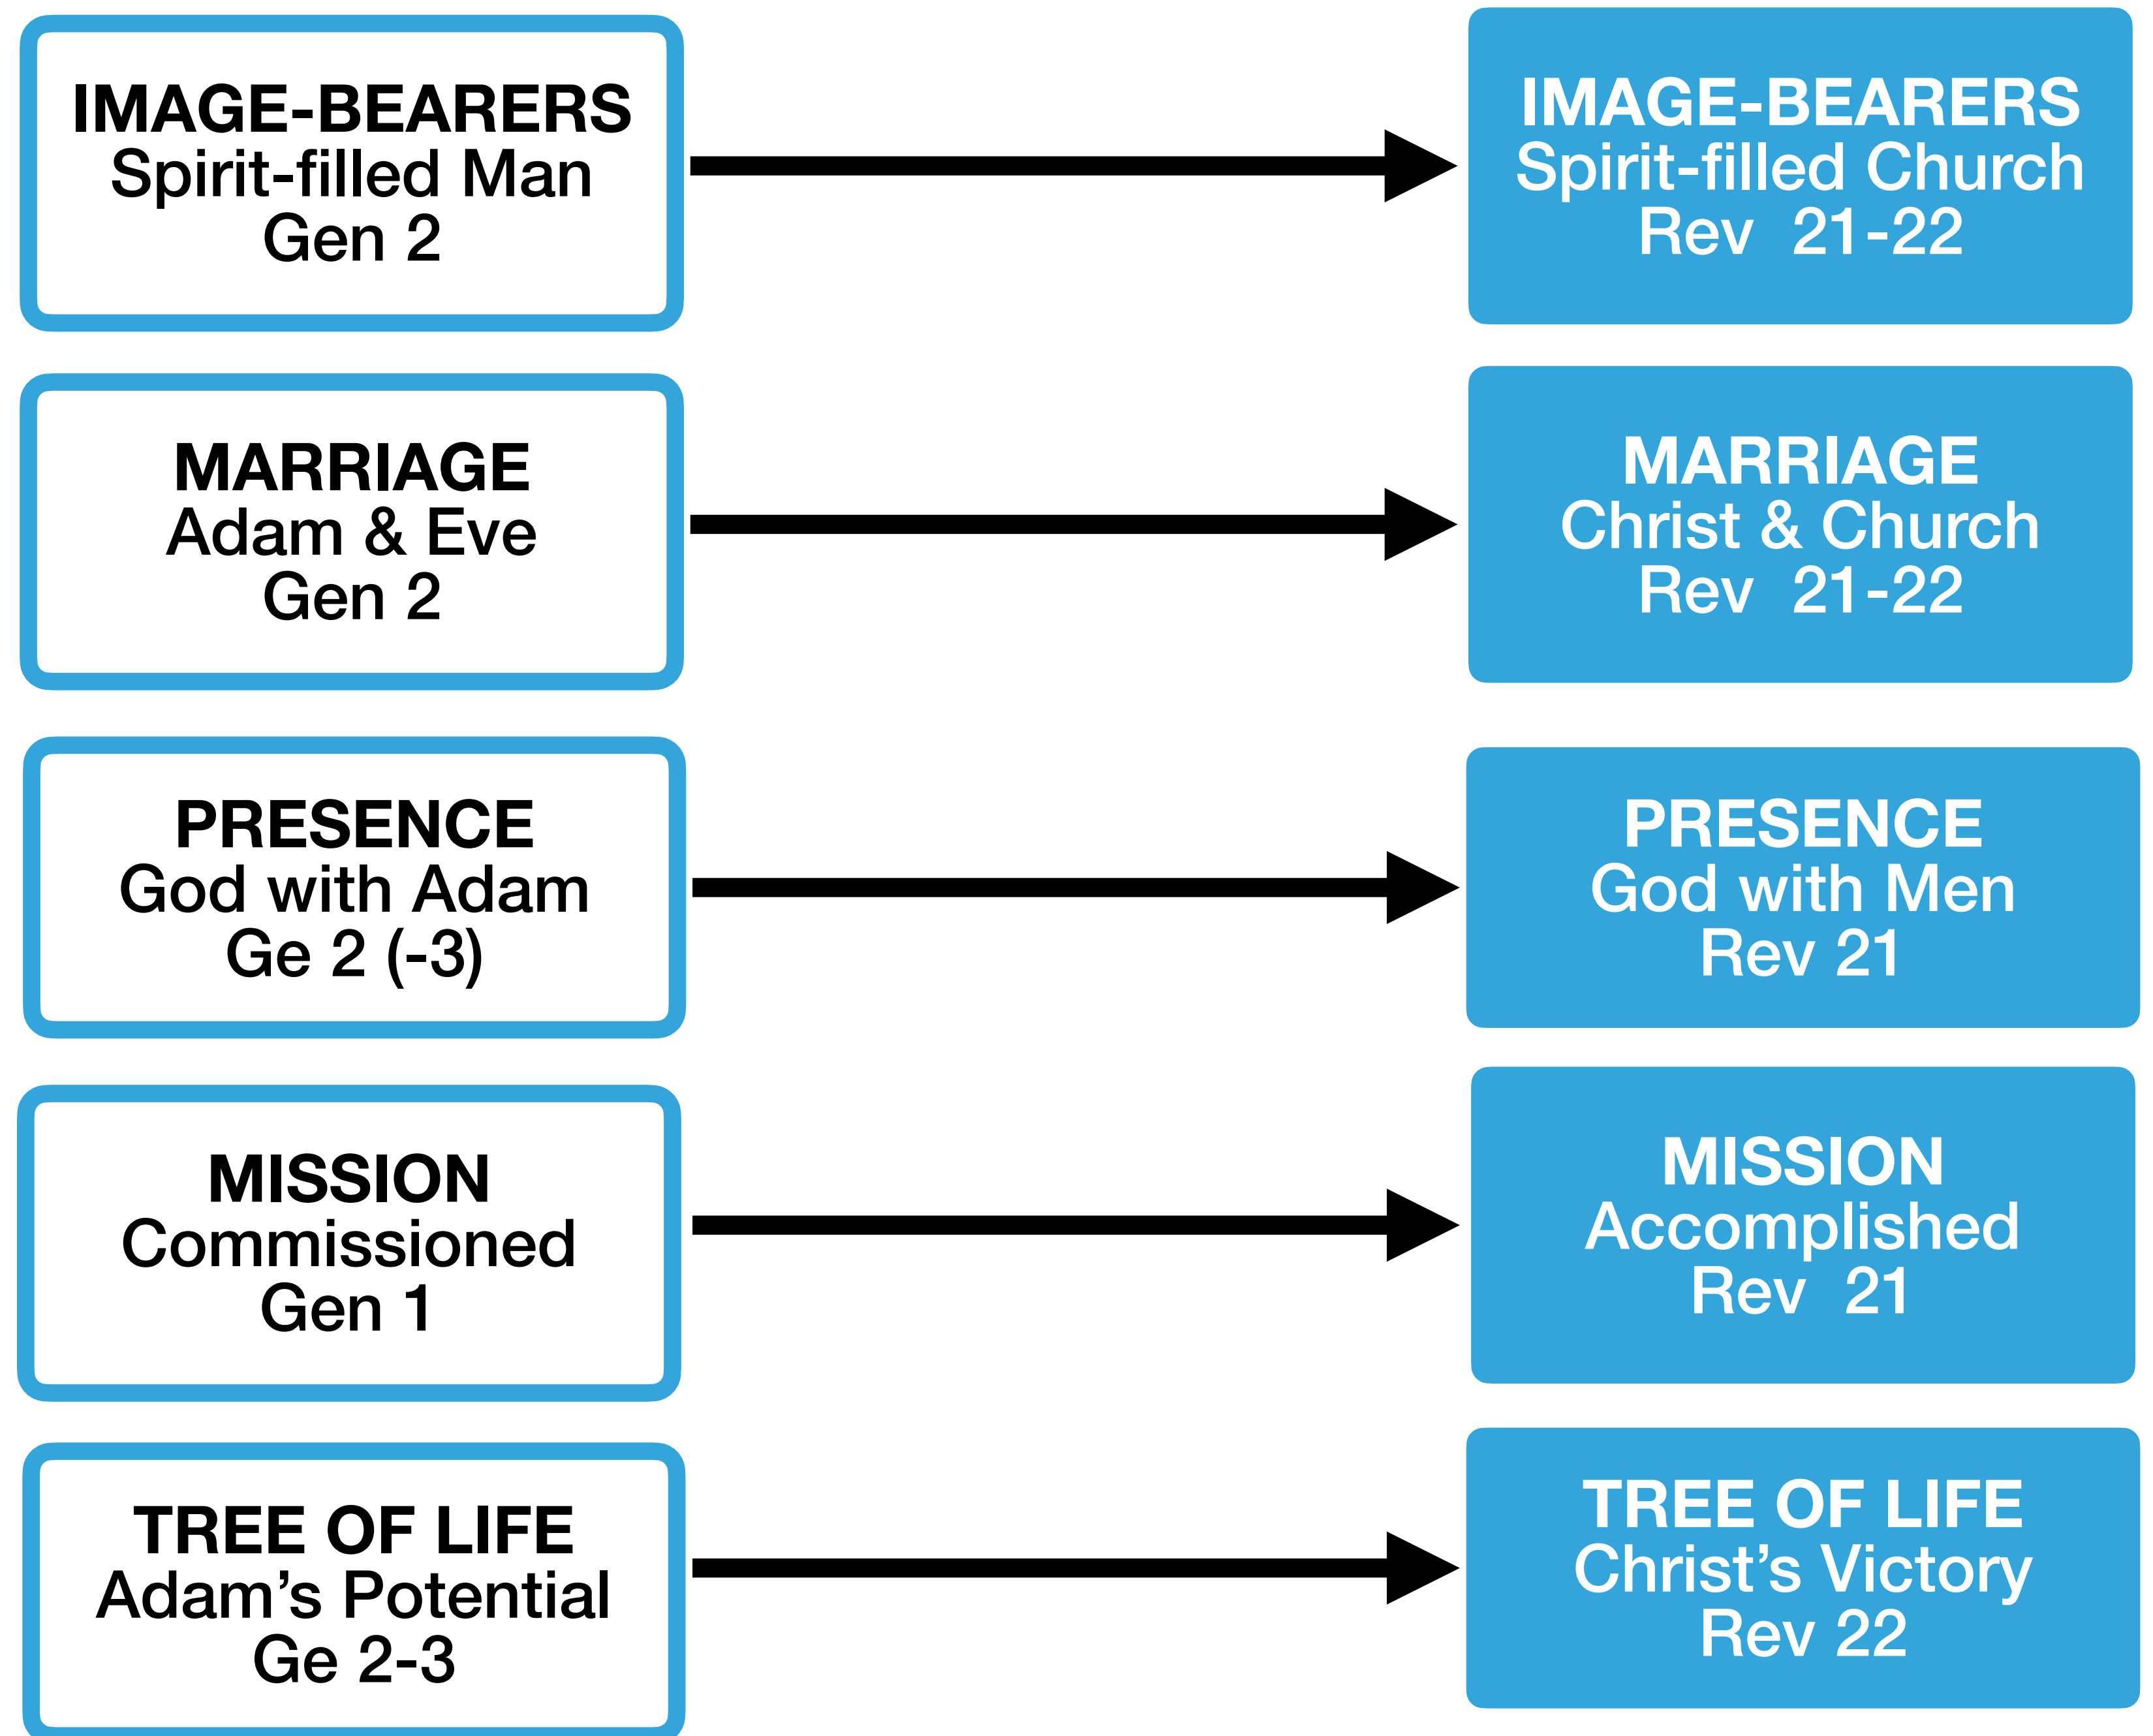 IMAGE-BEARERS
Spirit-filled Man
Gen 2
IMAGE-BEARERS
Spirit-filled Church
Rev  21-22
MARRIAGE
Adam & Eve
Gen 2
MARRIAGE
Christ & Church
Rev  21-22
PRESENCE
God with Adam
Ge 2 (-3)
PRESENCE
God with Men
Rev 21
MISSION
Commissioned
Gen 1
MISSION
Accomplished
Rev  21
TREE OF LIFE
Adam’s Potential
Ge 2-3
TREE OF LIFE
Christ’s Victory
Rev 22